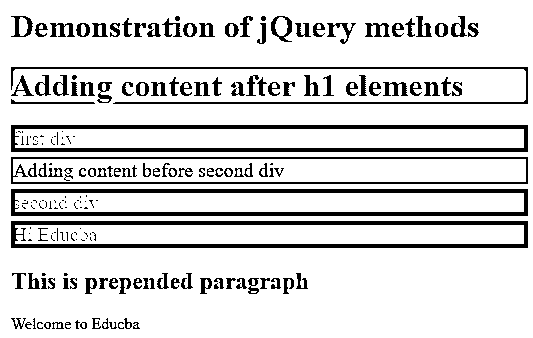 Demonstration of jQuery methods
Adding content after h1 elements
first div
Adding content before second div
second div
Hi Educba
This is prepended paragraph
Welcome to Educba